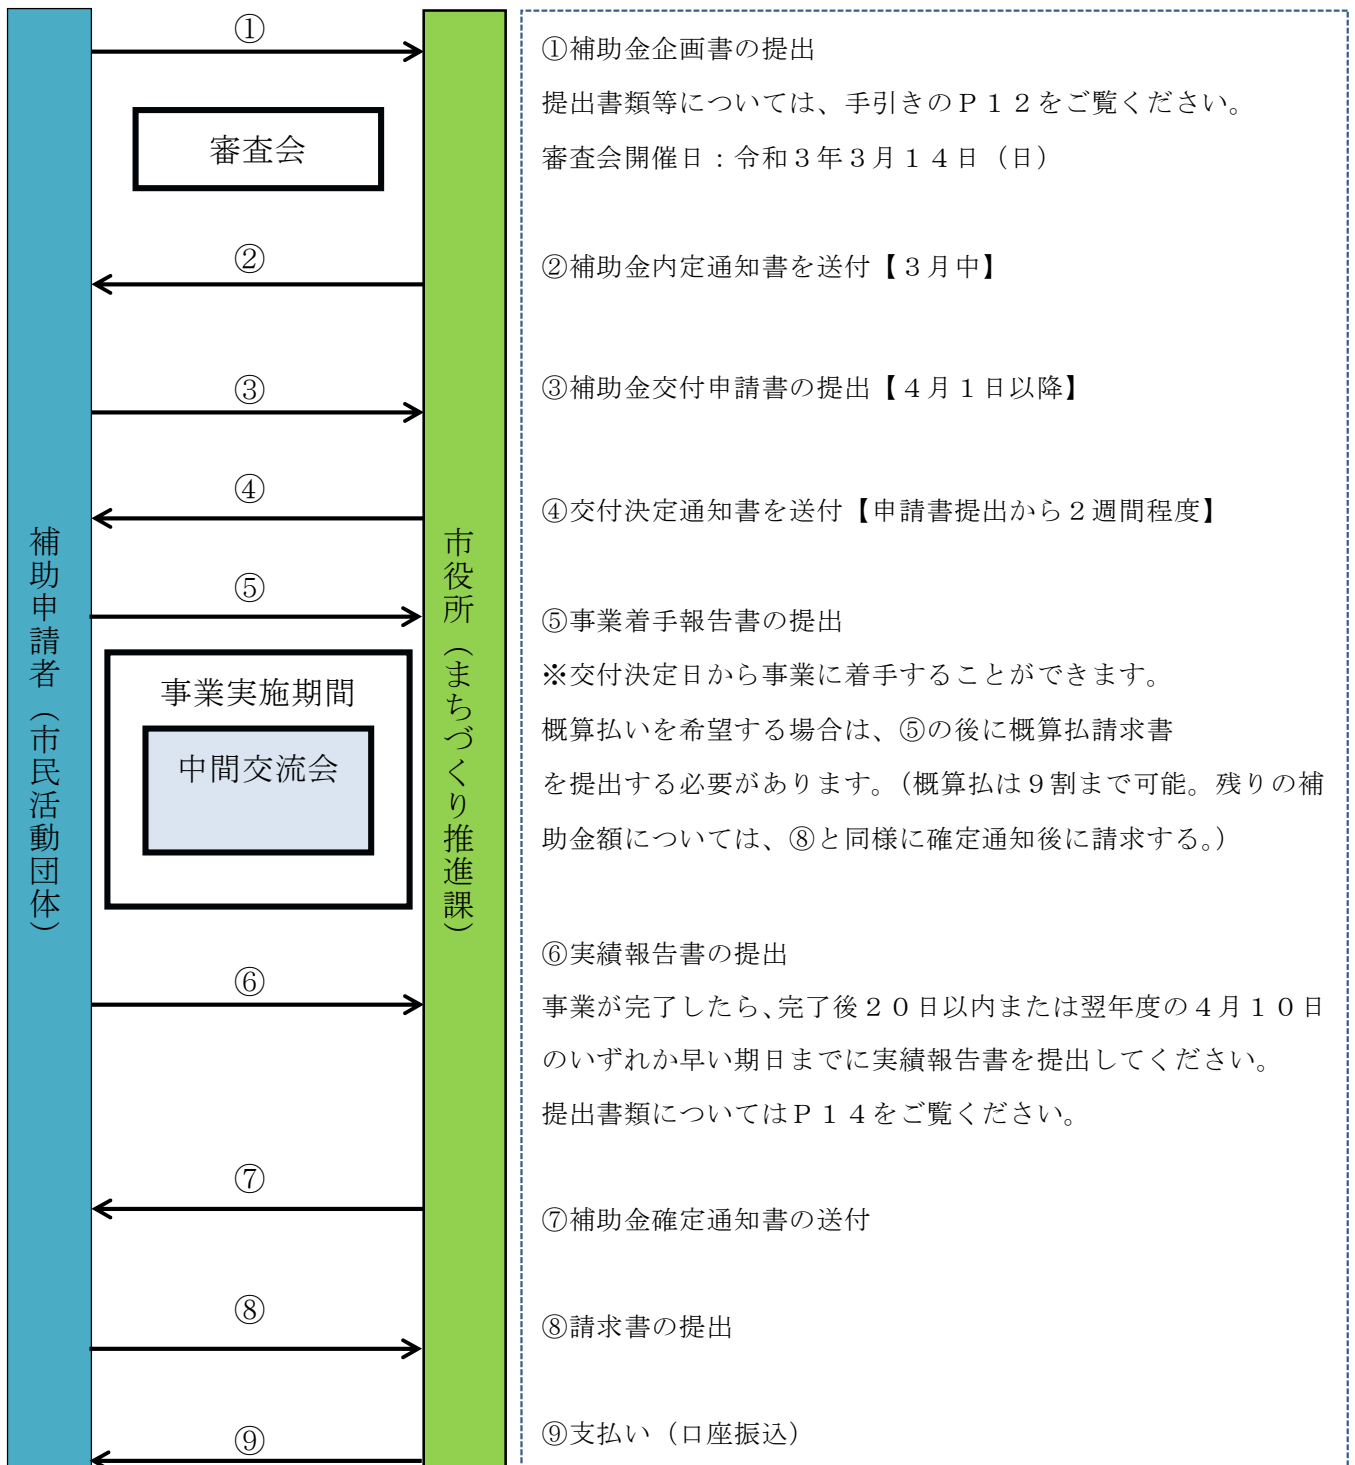 ①
審査会
②
③
④
⑤
事業実施期間
中間交流会
⑥
⑦
⑧
⑨
補助申請者（市民活動団体）
市役所（まちづくり推進課）
①補助金企画書の提出
提出書類等については、手引きのＰ１２をご覧ください。
審査会開催日：令和３年３月１４日（日）
②補助金内定通知書を送付【３月中】
③補助金交付申請書の提出【４月１日以降】
④交付決定通知書を送付【申請書提出から２週間程度】
⑤事業着手報告書の提出
※交付決定日から事業に着手することができます。
概算払いを希望する場合は、⑤の後に概算払請求書
を提出する必要があります。（概算払は９割まで可能。残りの補
助金額については、⑧と同様に確定通知後に請求する。）
⑥実績報告書の提出
事業が完了したら、完了後２０日以内または翌年度の４月１０日
のいずれか早い期日までに実績報告書を提出してください。
提出書類についてはＰ１４をご覧ください。
⑦補助金確定通知書の送付
⑧請求書の提出
⑨支払い（口座振込）